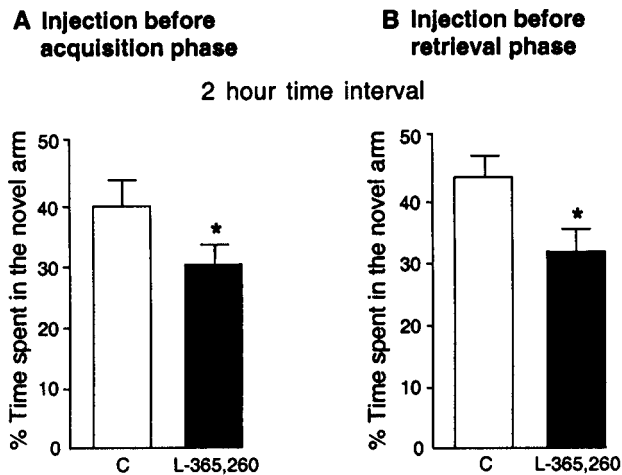 A Injection before
acquisition phase
B Injection before
retrieval phase
2 hour time interval
% Time spent in the novel arm
50
40
30
20
10
0
*
C
L-365,260
% Time spent in the novel arm
50
40
30
20
10
0
*
C
L-365,260